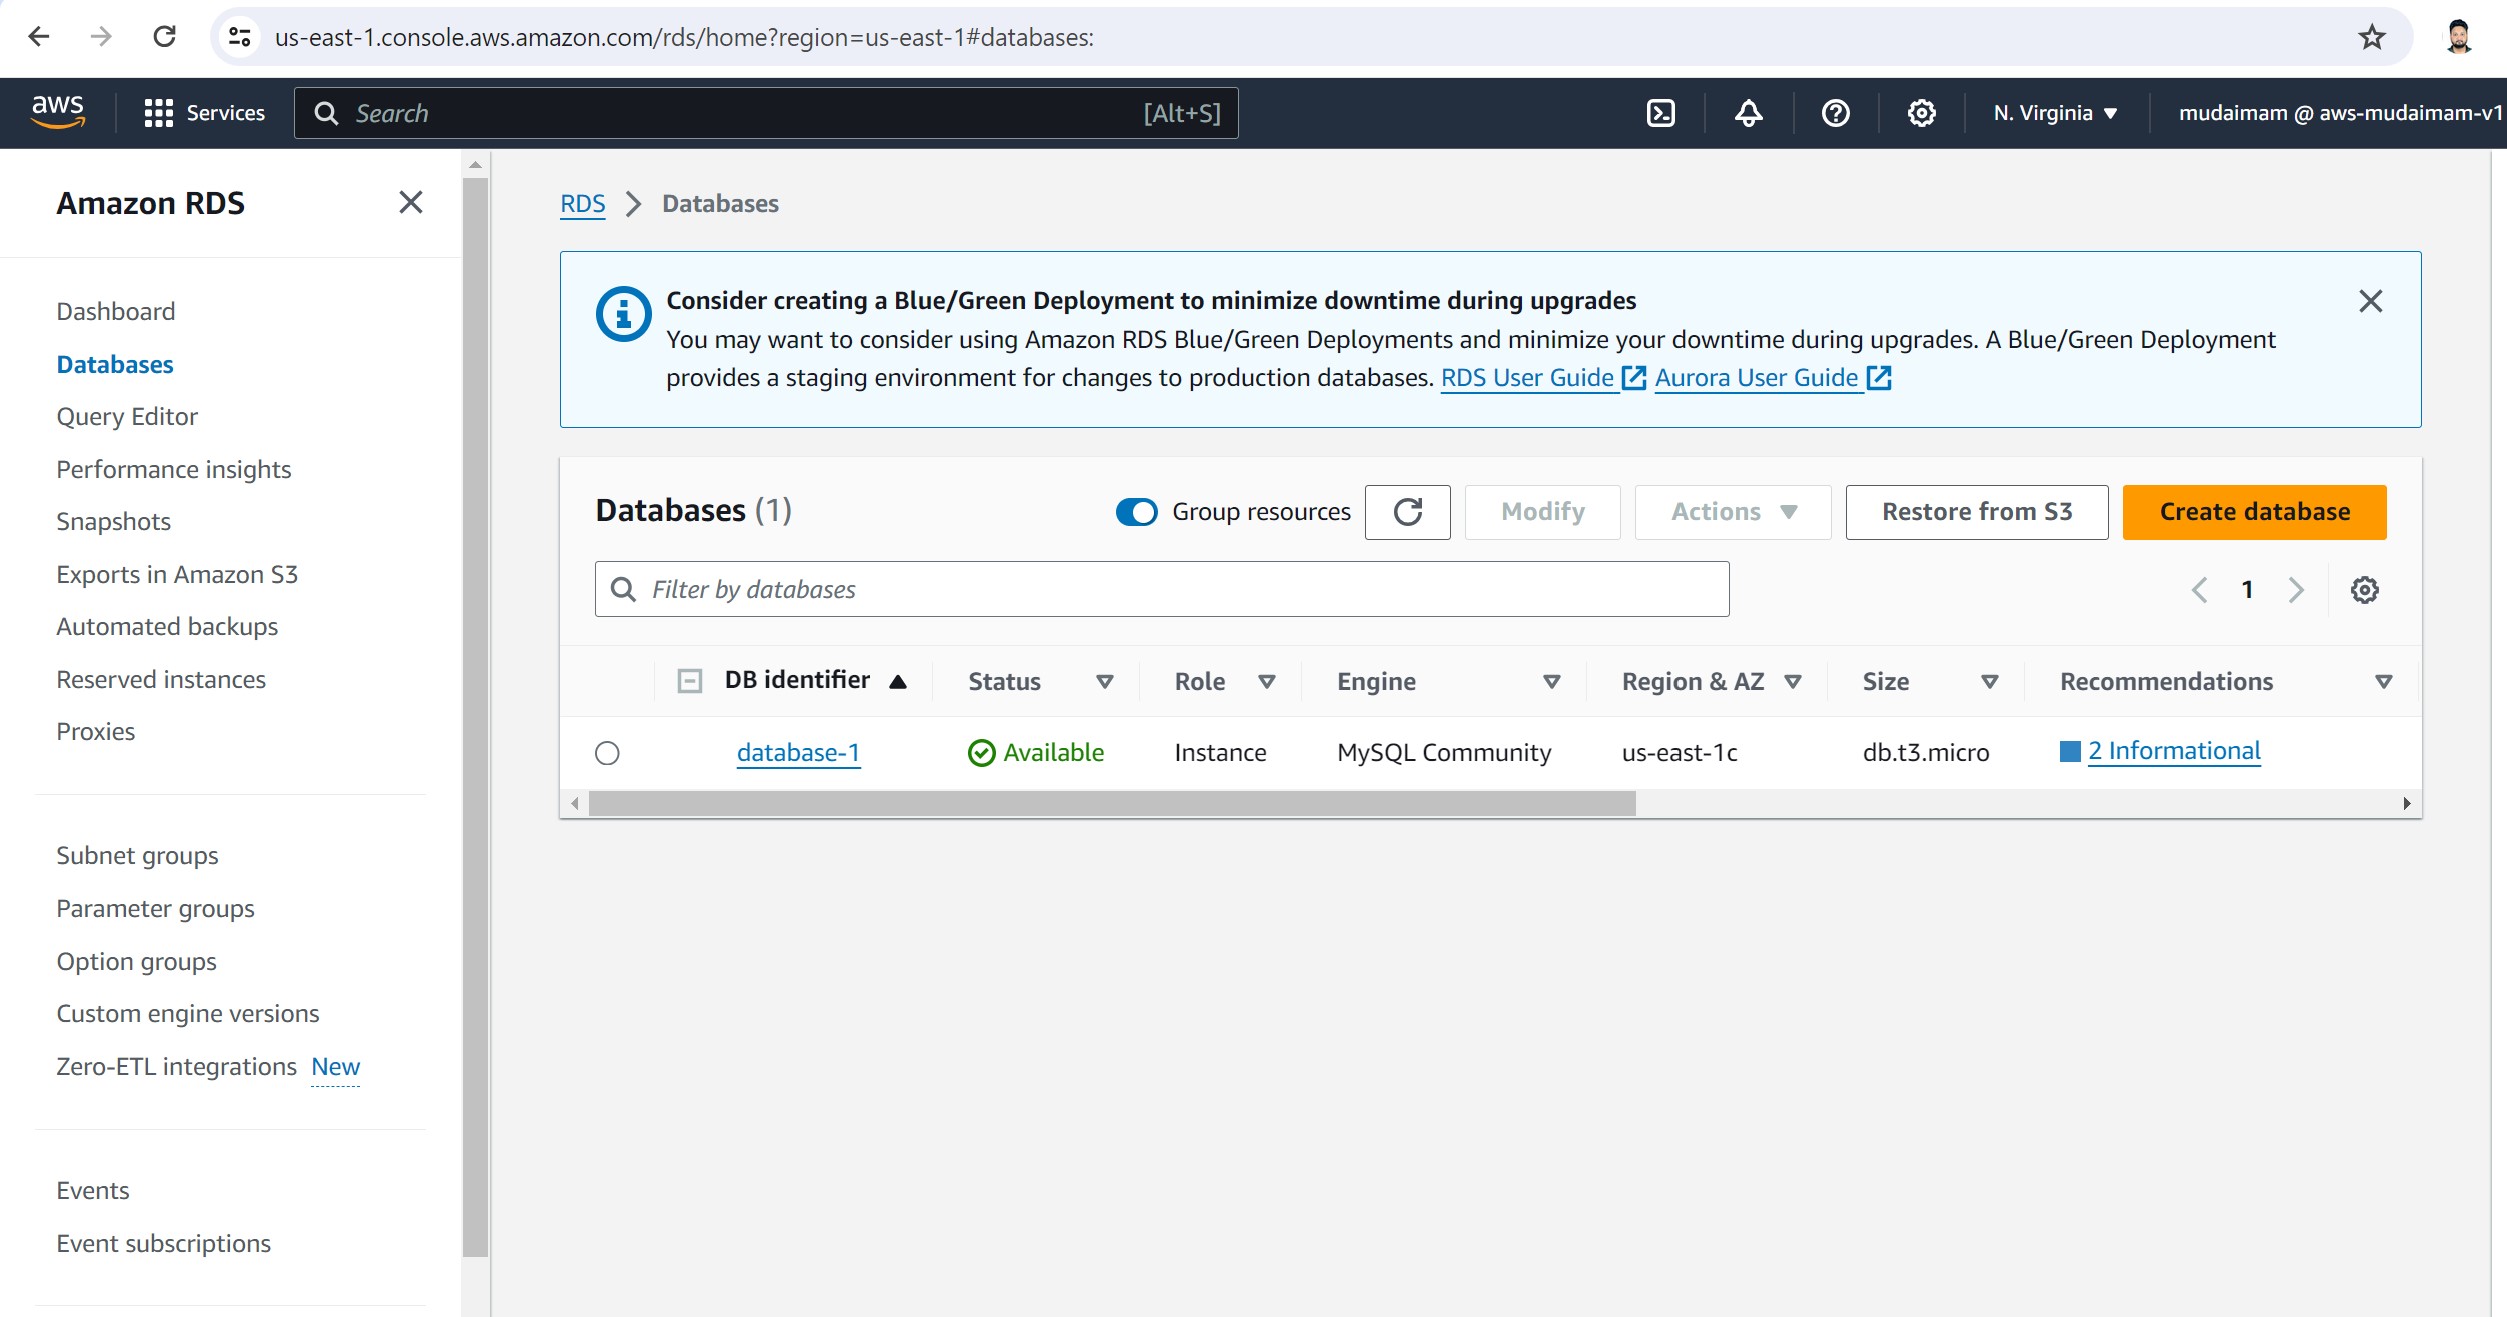 us-east-1.console.aws.amazon.com/rds/home?region=us-east-1#databases:
aws
Services
Search
[Alt+S]
N. Virginia
mudaimam @ aws-mudaimam-v1
Amazon RDS
Dashboard
Databases
Query Editor
Performance insights
Snapshots
Exports in Amazon S3
Automated backups
Reserved instances
Proxies
Subnet groups
Parameter groups
Option groups
Custom engine versions
Zero-ETL integrations New
Events
Event subscriptions
RDS > Databases
Consider creating a Blue/Green Deployment to minimize downtime during upgrades
You may want to consider using Amazon RDS Blue/Green Deployments and minimize your downtime during upgrades. A Blue/Green Deployment
provides a staging environment for changes to production databases. RDS User Guide Aurora User Guide
Databases (1)
Group resources
Modify
Actions
Restore from S3
Create database
Filter by databases
1
DB identifier Status Role Engine Region & AZ Size Recommendations
database-1 Available Instance MySQL Community us-east-1c db.t3.micro 2 Informational